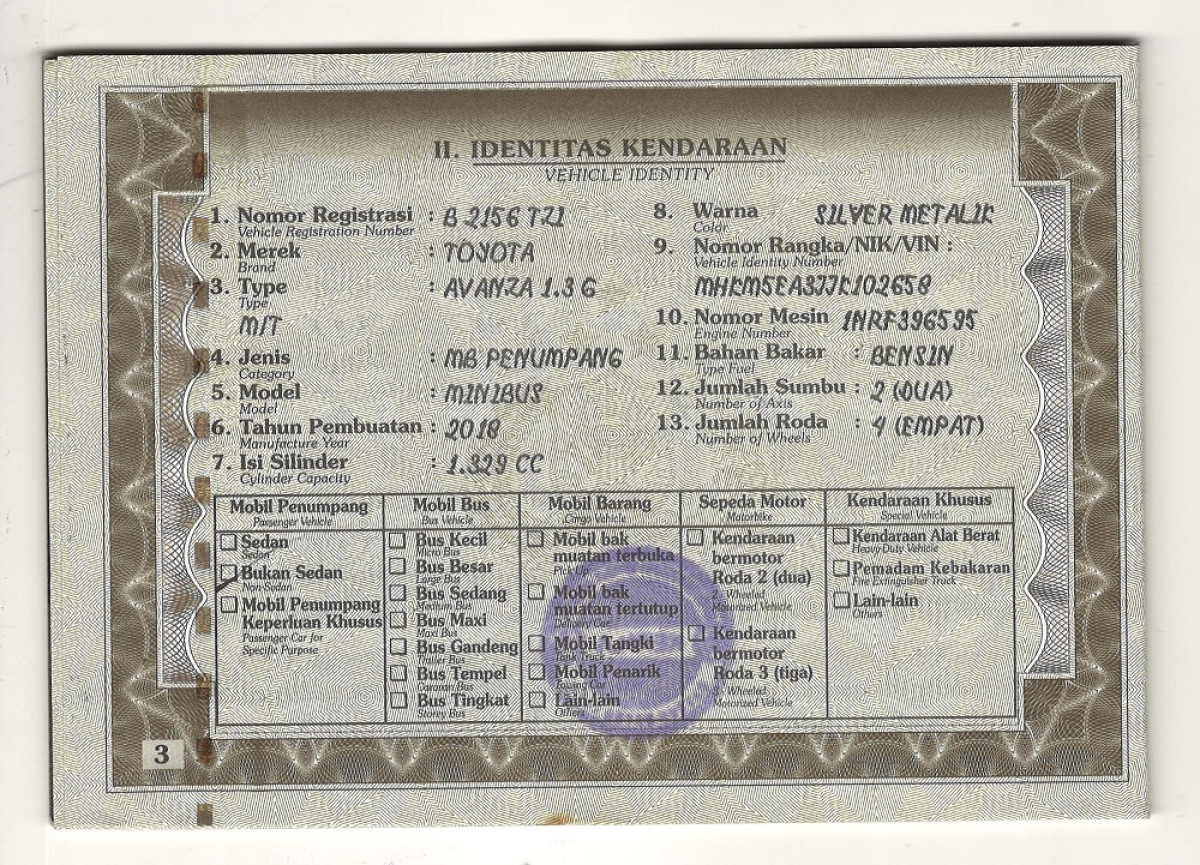 II. IDENTITAS KENDARAAN
VEHICLE IDENTITY
1. Nomor Registrasi : B 2156 TZI
Vehicle Registration Number
2. Merek : TOYOTA
Brand
3. Type : AVANZA 1.3 G
Type
M/T
4. Jenis : MB PENUMPANG
Category
5. Model : MINIBUS
Model
6. Tahun Pembuatan : 2018
Manufacture Year
7. Isi Silinder : 1.329 CC
Cylinder Capacity
8. Warna SILVER METALIK
Color
9. Nomor Rangka/NIK/VIN :
Vehicle Identity Number
MHKM5EA3JJK102658
10. Nomor Mesin 1NRF396595
Engine Number
11. Bahan Bakar : BENSIN
Type Fuel
12. Jumlah Sumbu : 2 (DUA)
Number of Axis
13. Jumlah Roda : 4 (EMPAT)
Number of Wheels
Mobil Penumpang
Passenger Vehicle
Sedan
Sedan
Bukan Sedan
Non-Sedan
Mobil Penumpang
Keperluan Khusus
Passenger Car for
Specific Purpose
Mobil Bus
Bus Vehicle
Bus Kecil
Micro Bus
Bus Besar
Large Bus
Bus Sedang
Medium Bus
Bus Maxi
Maxi Bus
Bus Gandeng
Trailer Bus
Bus Tempel
Caravan Bus
Bus Tingkat
Storey Bus
Mobil Barang
Cargo Vehicle
Mobil bak
muatan terbuka
Pick Up
Mobil bak
muatan tertutup
Delivery Car
Mobil Tangki
Tank Truck
Mobil Penarik
Towing Car
Lain-lain
Others
Sepeda Motor
Motorbike
Kendaraan
bermotor
Roda 2 (dua)
2 - Wheeled
Motorized Vehicle
Kendaraan
bermotor
Roda 3 (tiga)
3 - Wheeled
Motorized Vehicle
Kendaraan Khusus
Special Vehicle
Kendaraan Alat Berat
Heavy Duty Vehicle
Pemadam Kebakaran
Fire Extinguisher Truck
Lain-lain
Others
3